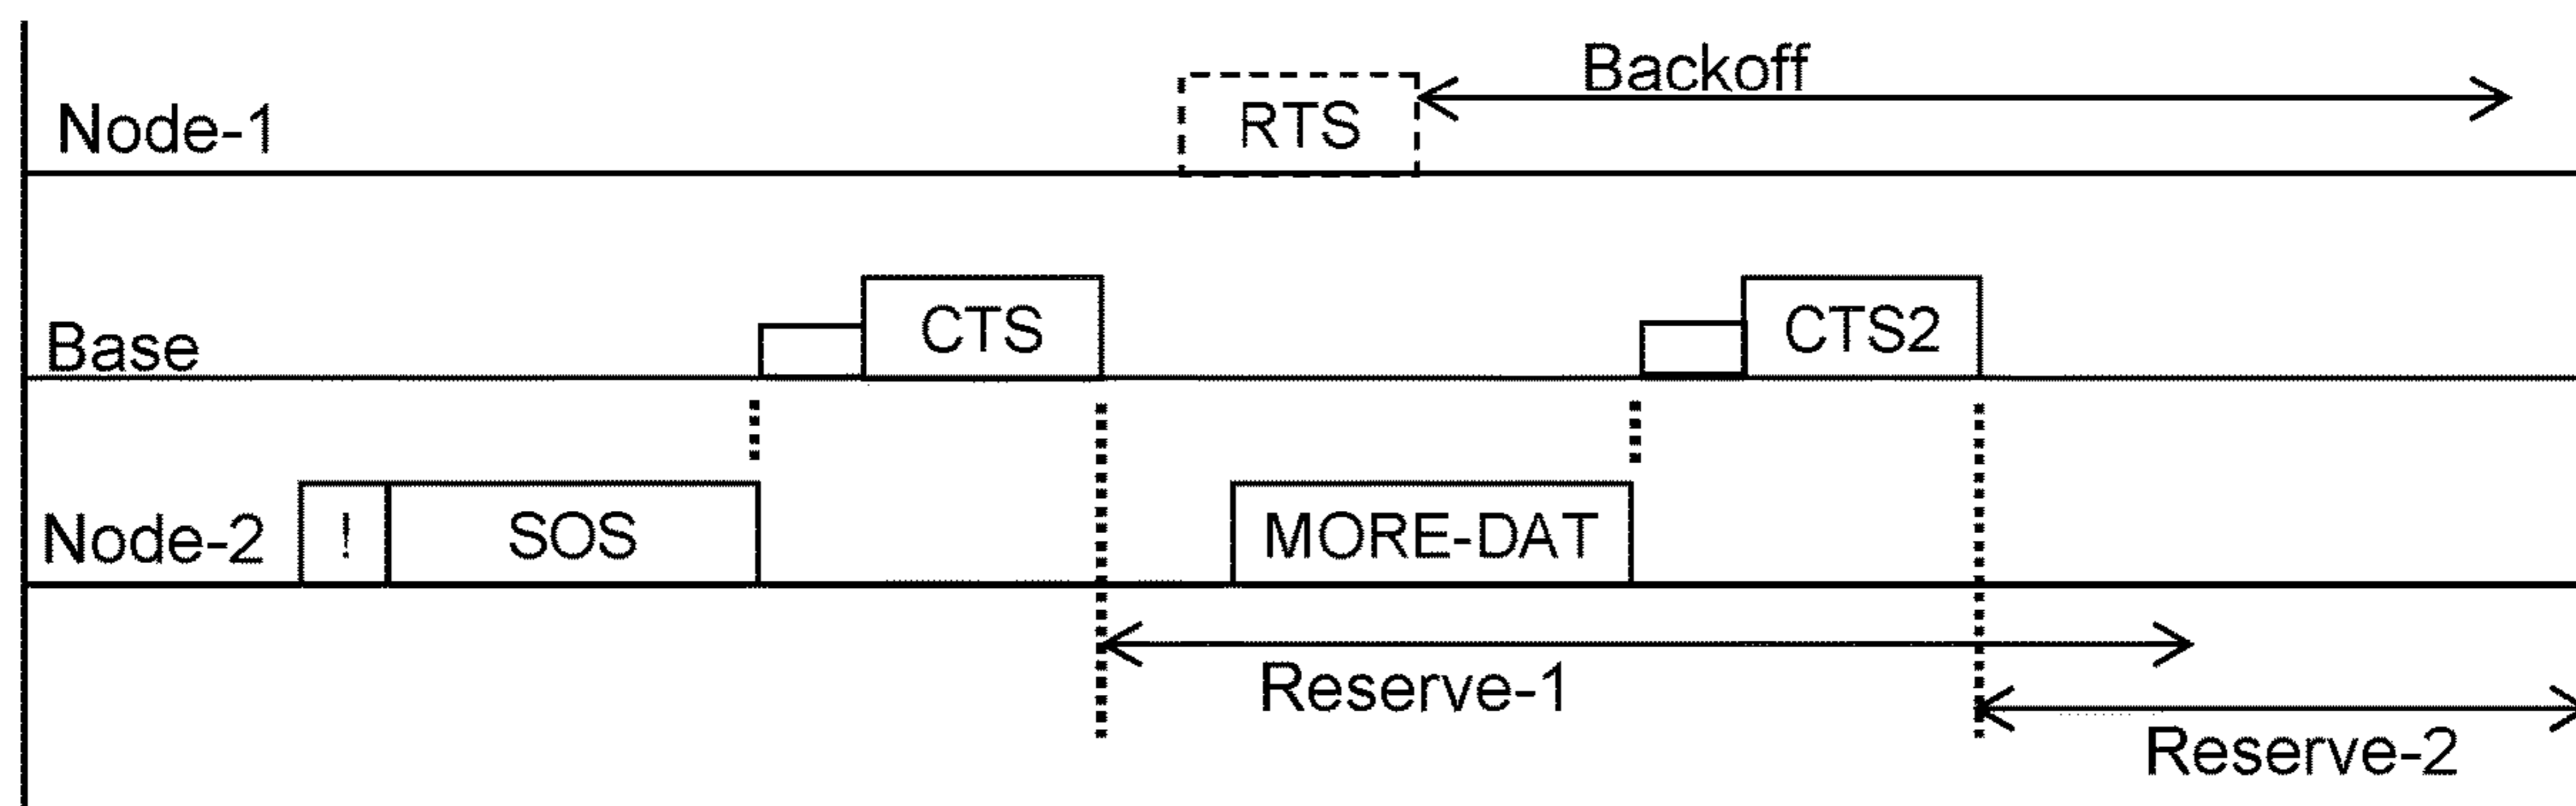 Backoff
Node-1
RTS
Base
CTS
CTS2
Node-2
!
SOS
MORE-DAT
Reserve-1
Reserve-2